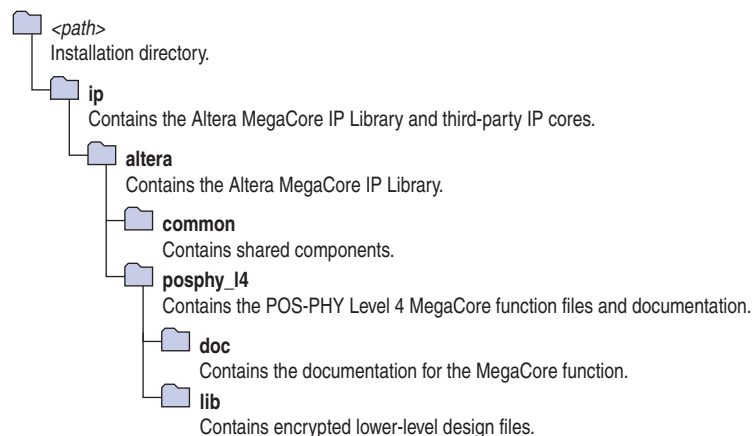 <path>
Installation directory.
ip
Contains the Altera MegaCore IP Library and third-party IP cores.
altera
Contains the Altera MegaCore IP Library.
common
Contains shared components.
posphy_l4
Contains the POS-PHY Level 4 MegaCore function files and documentation.
doc
Contains the documentation for the MegaCore function.
lib
Contains encrypted lower-level design files.